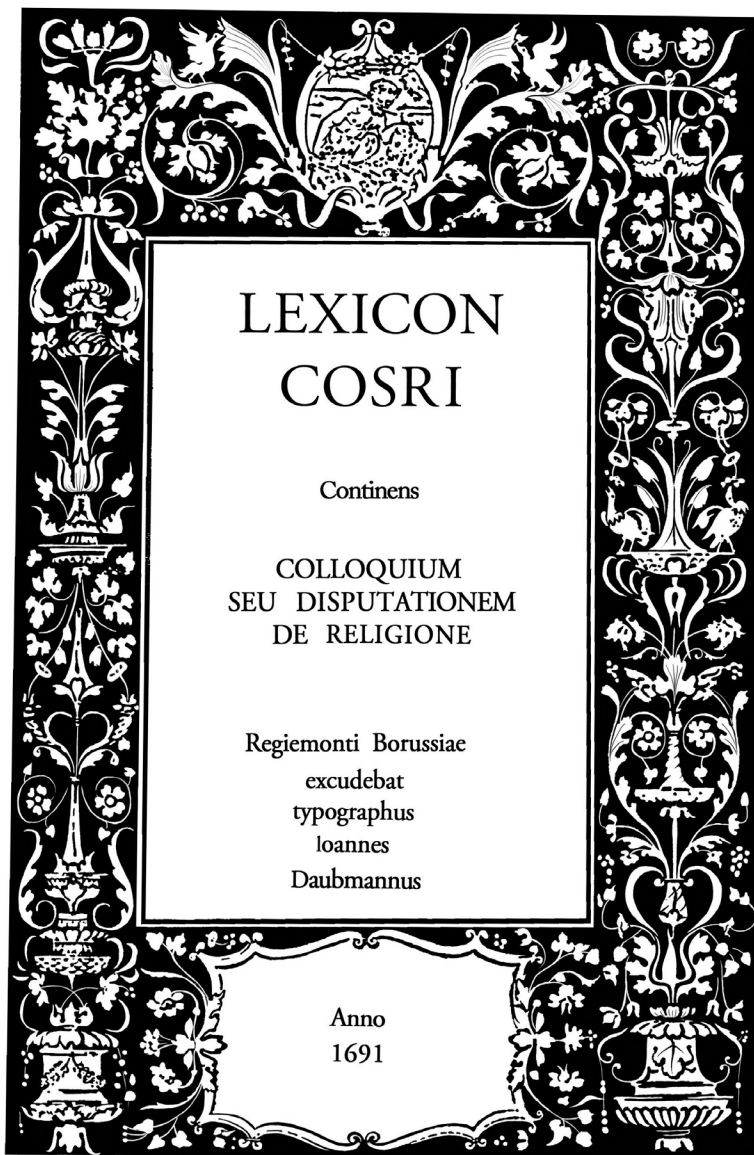 LEXICON
COSRI
Continens
COLLOQUIUM
SEU DISPUTATIONEM
DE RELIGIONE
Regiemonti Borussiae
excudebat
typographus
Ioannes
Daubmannus
Anno
1691